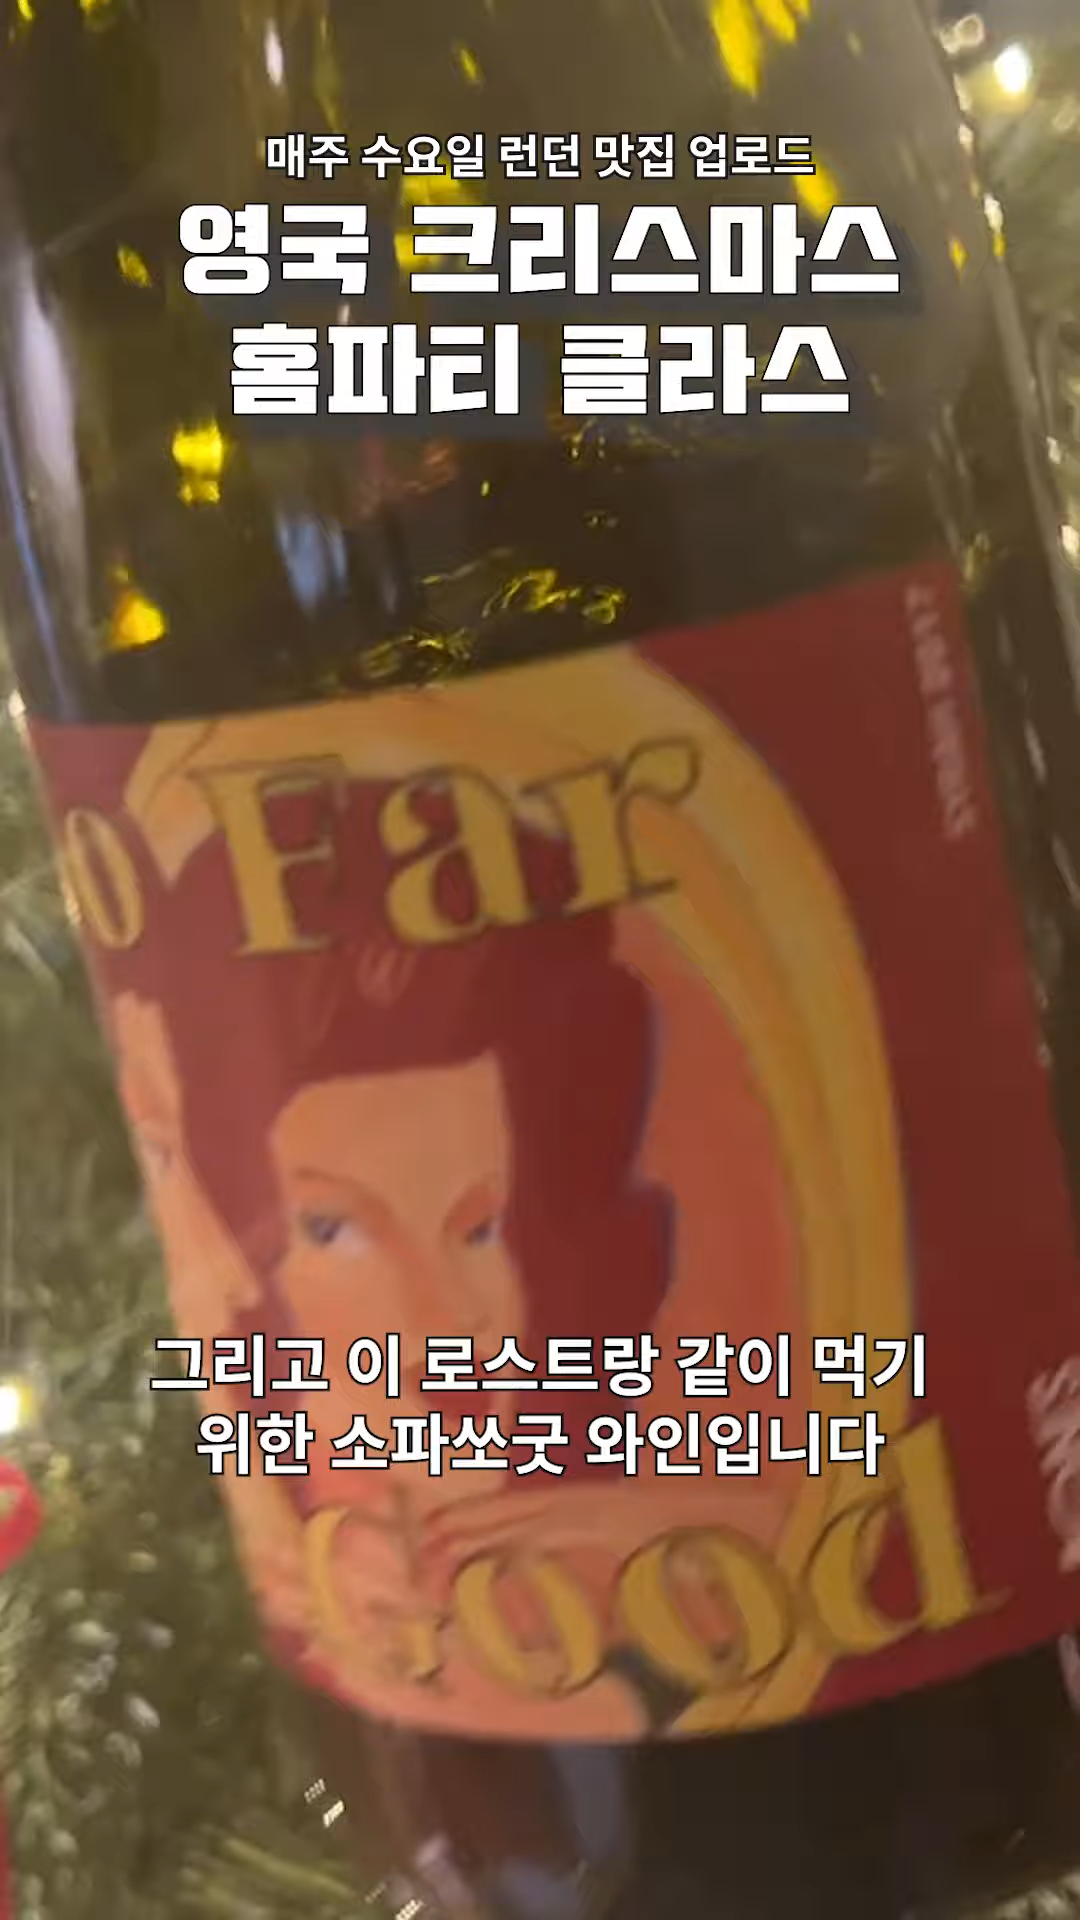 매주 수요일 런던 맛집 업로드
영국 크리스마스
홈파티 클라스
o Far
그리고 이 로스트랑 같이 먹기
위한 소파쏘굿 와인입니다
Good